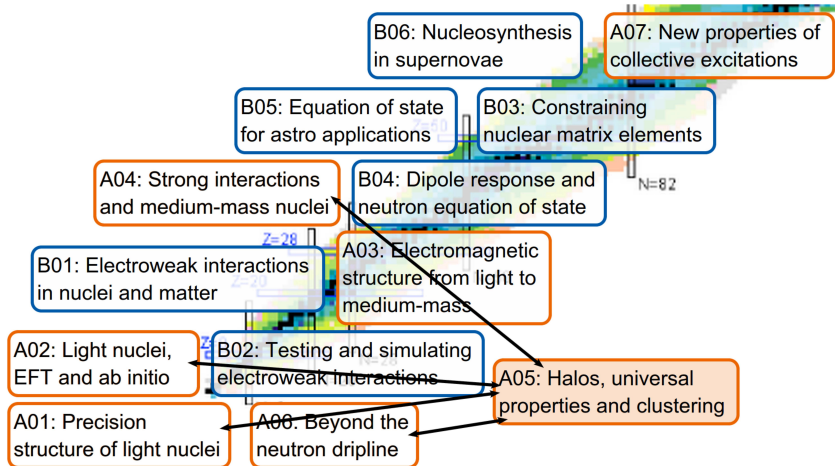 B06: Nucleosynthesis
in supernovae
A07: New properties of
collective excitations
B05: Equation of state
for astro applications
B03: Constraining
nuclear matrix elements
Z=50
N=82
A04: Strong interactions
and medium-mass nuclei
B04: Dipole response and
neutron equation of state
Z=28
A03: Electromagnetic
structure from light to
medium-mass
B01: Electroweak interactions
in nuclei and matter
Z=20
A02: Light nuclei,
EFT and ab initio
B02: Testing and simulating
electroweak interactions
N=28
A05: Halos, universal
properties and clustering
A01: Precision
structure of light nuclei
A06: Beyond the
neutron dripline